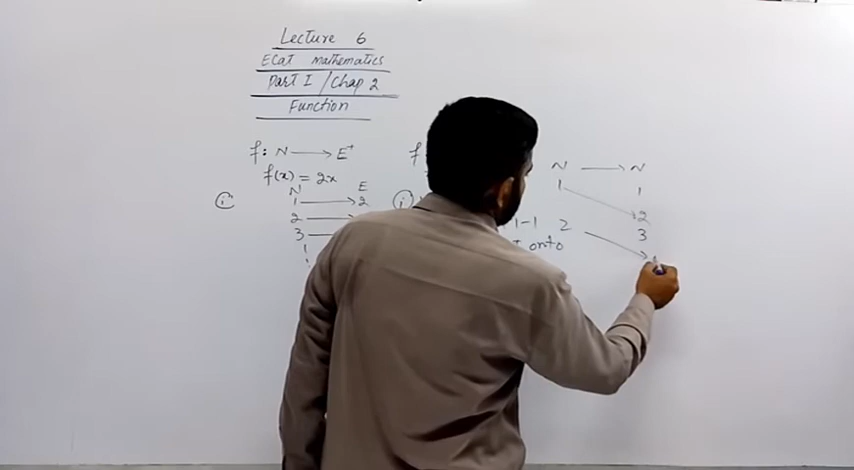 Lecture 6
ECat mathematics
Part I / Chap 2
Function
f: N → E⁺
f(x) = 2x
N E
1 → 2
2 →
3
f
N → N
1 1
2
3
1-1 2
onto